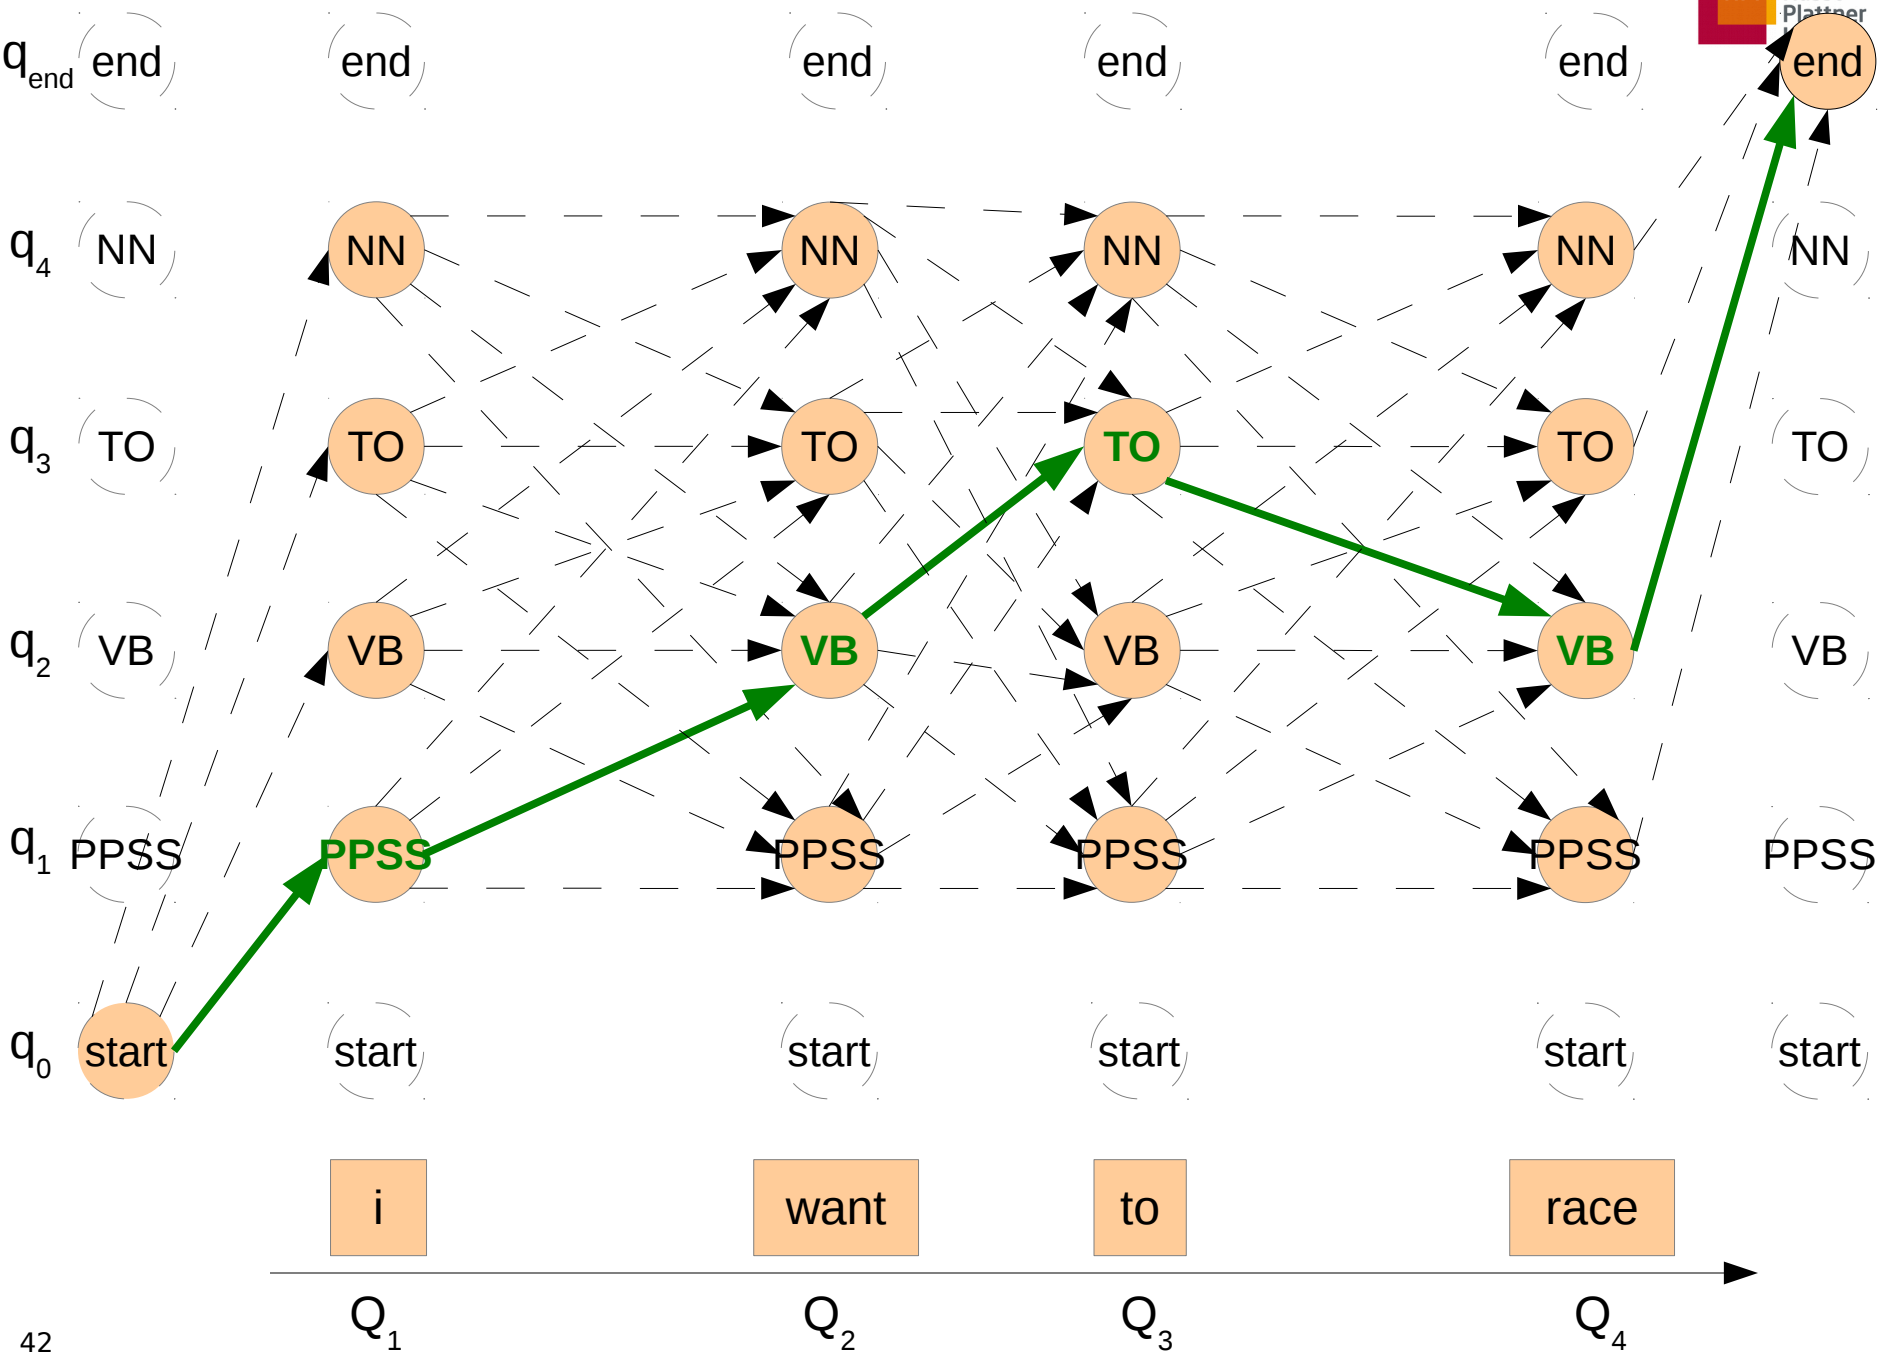 Plattner
q_end end end end end end end
q_4 NN NN NN NN NN NN
q_3 TO TO TO TO TO TO
q_2 VB VB VB VB VB VB
q_1 PPSS PPSS PPSS PPSS PPSS PPSS
q_0 start start start start start start
i want to race
Q_1 Q_2 Q_3 Q_4
42